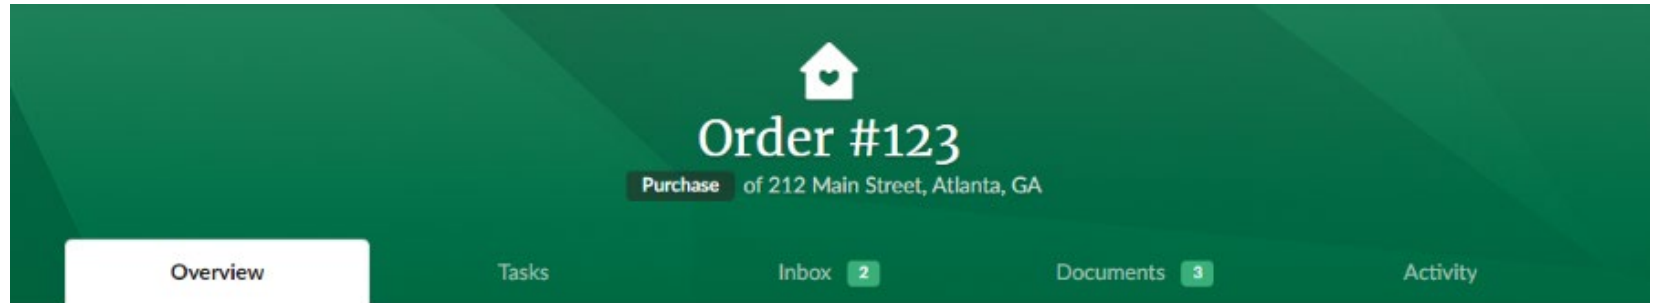 Order #123
Purchase of 212 Main Street, Atlanta, GA
Overview Tasks Inbox 2 Documents 3 Activity